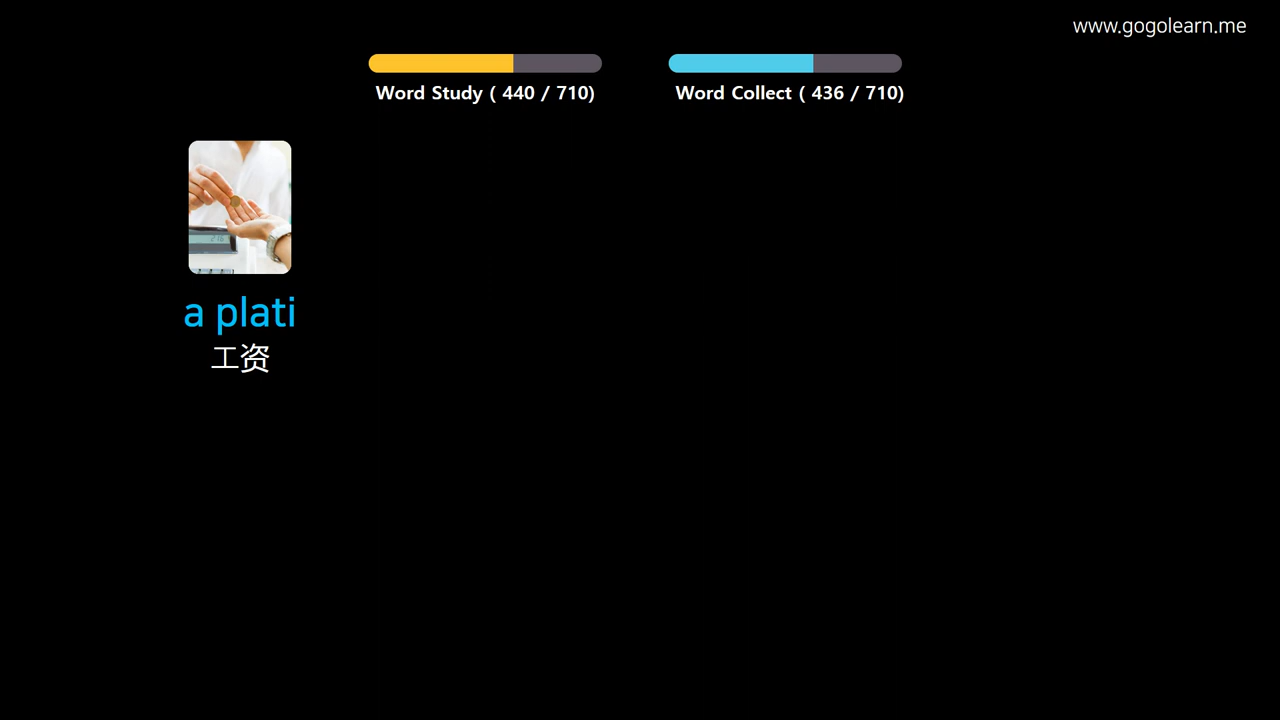 www.gogolearn.me
Word Study ( 440 / 710)
Word Collect ( 436 / 710)
a plati
工资